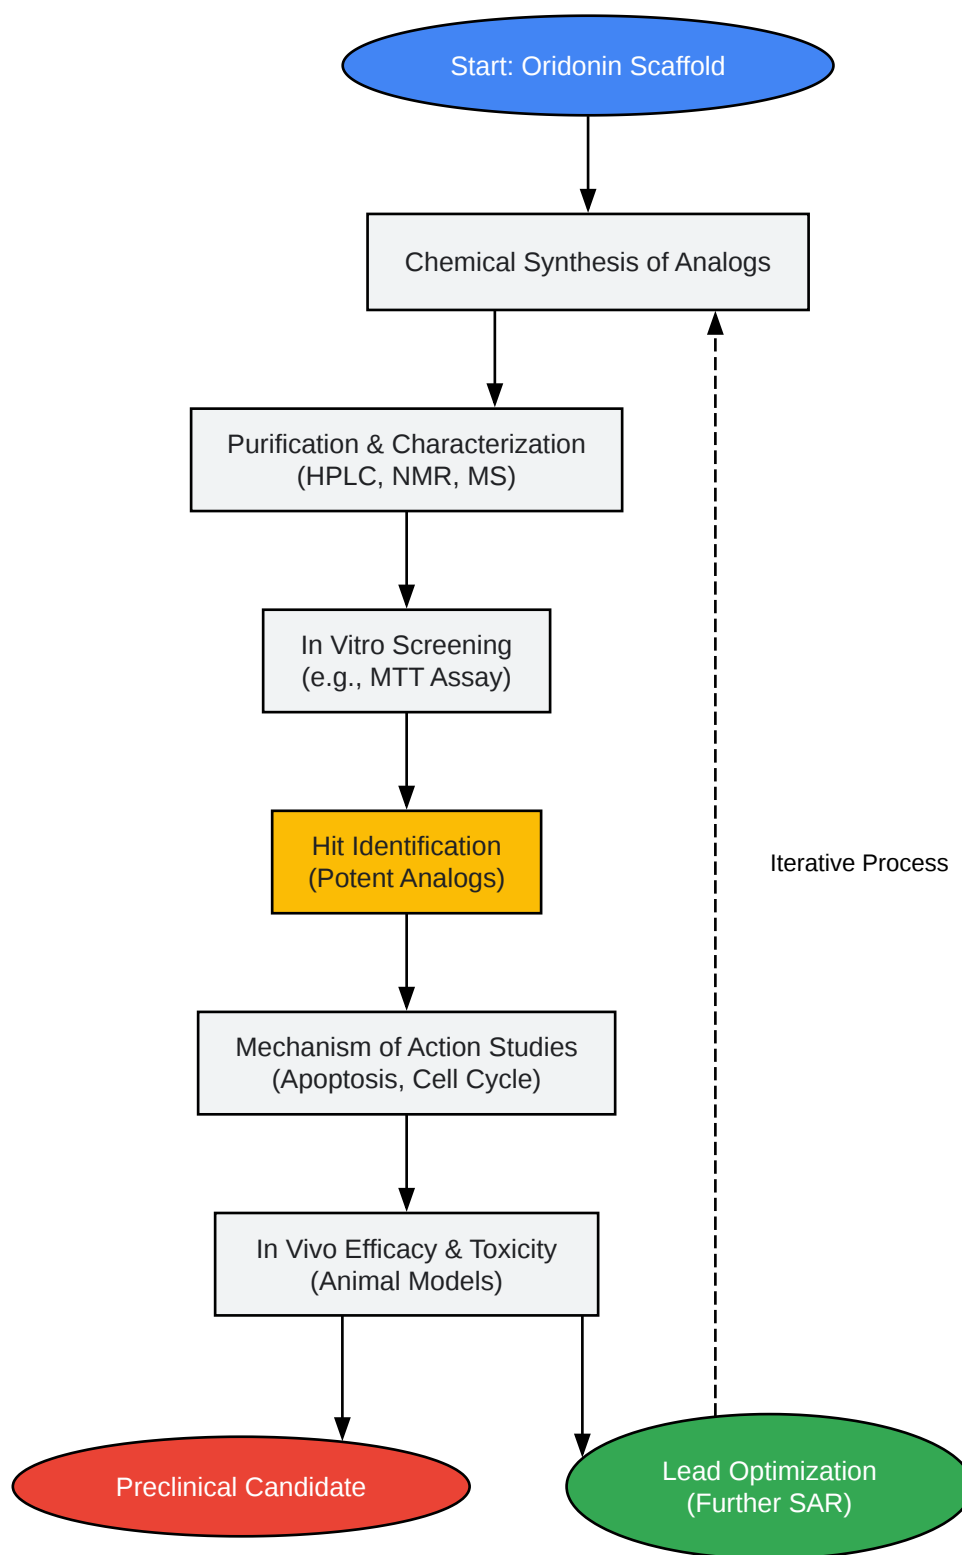 Start: Oridonin Scaffold
Chemical Synthesis of Analogs
Purification & Characterization
(HPLC, NMR, MS)
In Vitro Screening
(e.g., MTT Assay)
Hit Identification
(Potent Analogs)
Iterative Process
Mechanism of Action Studies
(Apoptosis, Cell Cycle)
In Vivo Efficacy & Toxicity
(Animal Models)
Preclinical Candidate
Lead Optimization
(Further SAR)